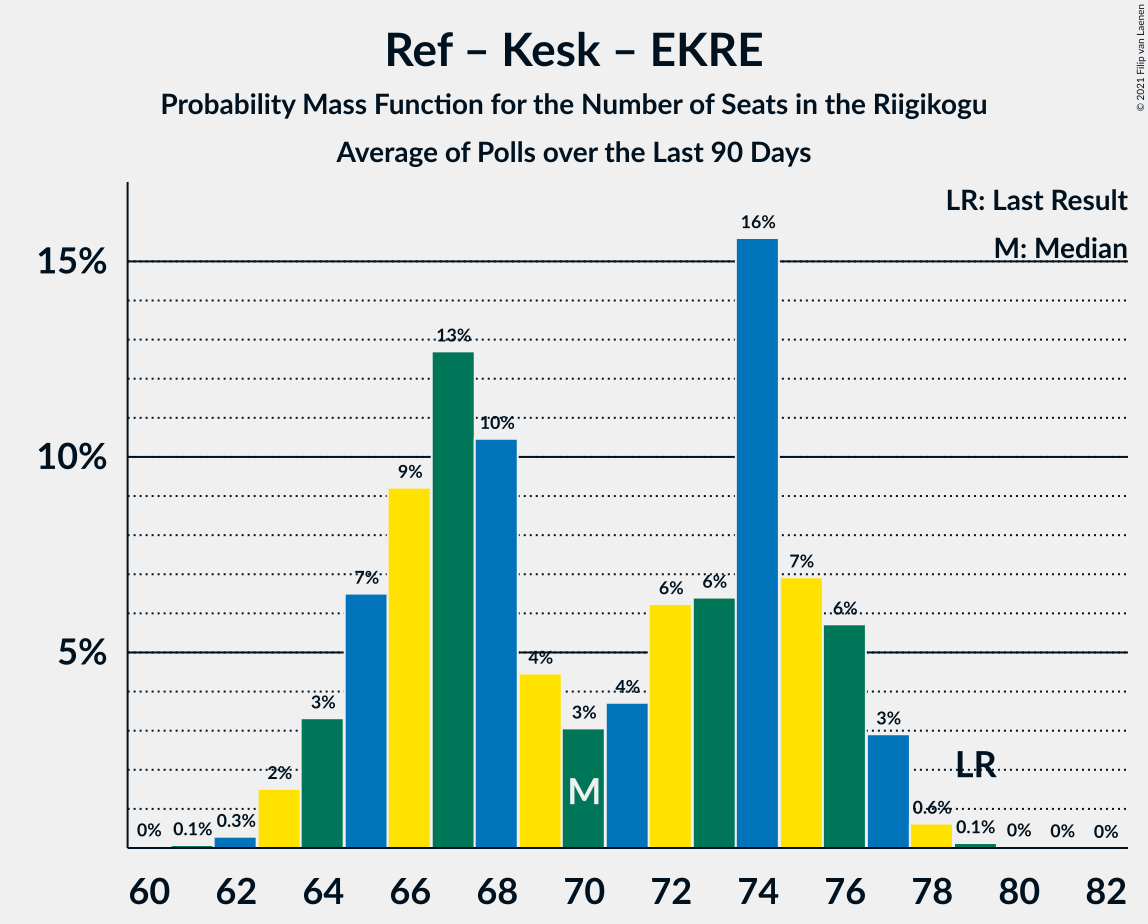 Ref – Kesk – EKRE
Probability Mass Function for the Number of Seats in the Riigikogu
Average of Polls over the Last 90 Days
© 2021 Filip van Laenen
LR: Last Result
M: Median
15%
10%
5%
0%
0.1%
0.3%
2%
3%
7%
9%
13%
10%
4%
3%
4%
6%
6%
16%
7%
6%
3%
0.6%
0.1%
0%
0%
0%
M
LR
60 62 64 66 68 70 72 74 76 78 80 82